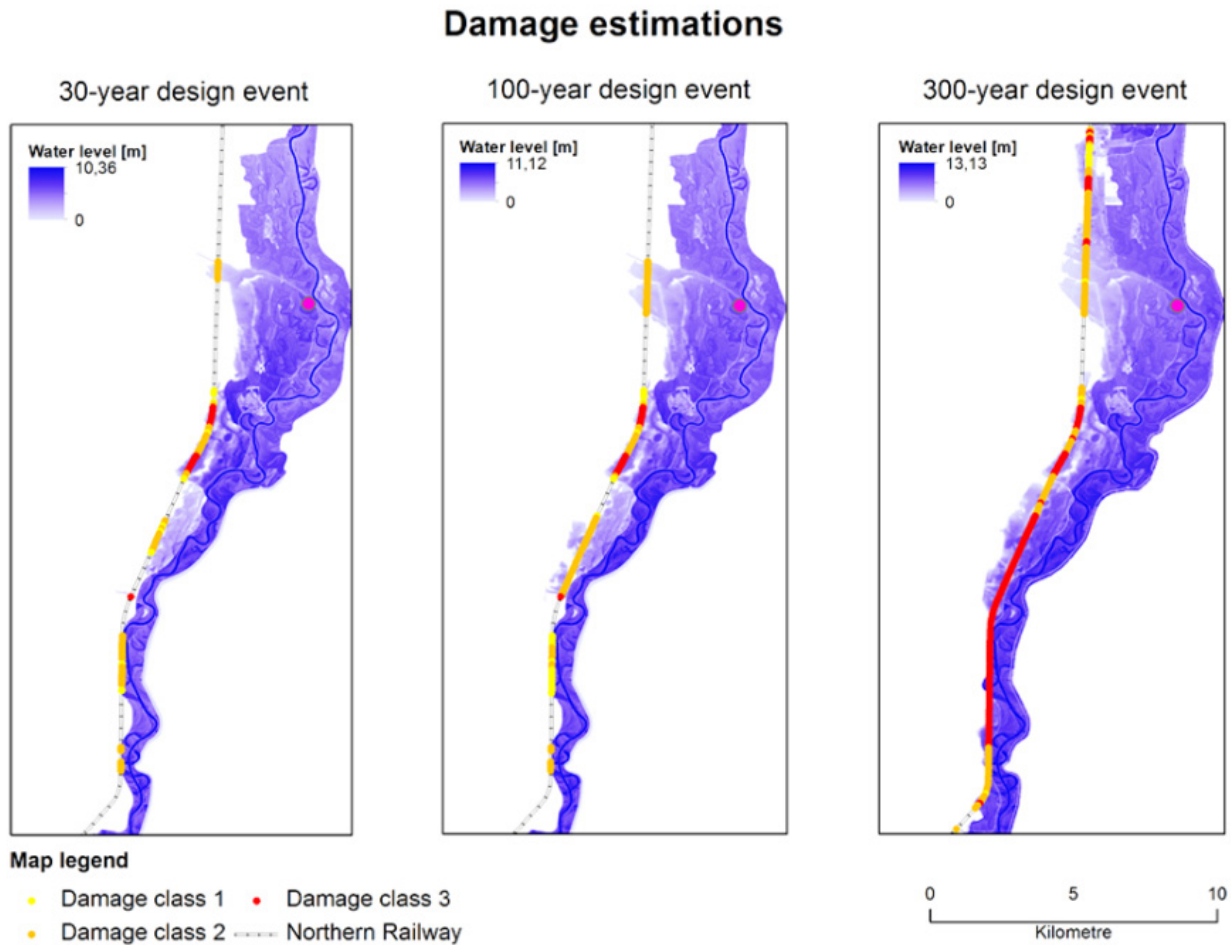 Damage estimations
30-year design event
100-year design event
300-year design event
Water level [m]
10,36
0
Water level [m]
11,12
0
Water level [m]
13,13
0
Map legend
Damage class 1
Damage class 3
Damage class 2
Northern Railway
0 5 10
Kilometre